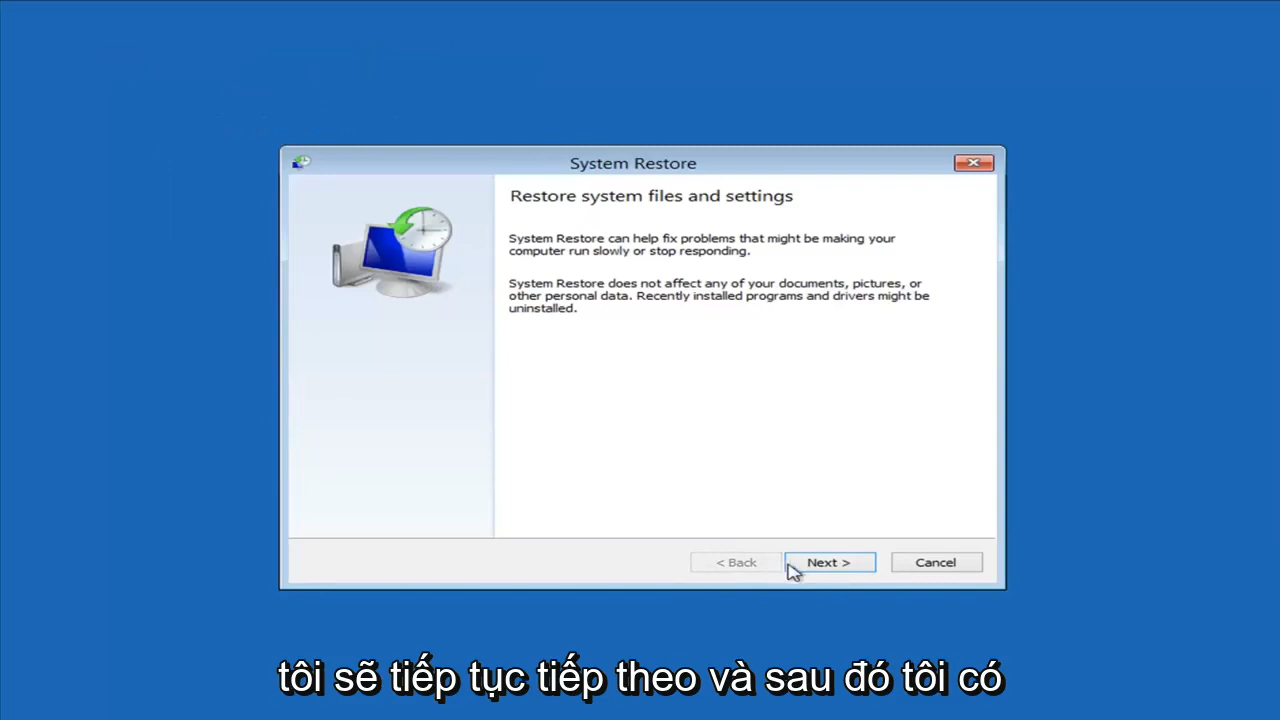 System Restore
Restore system files and settings
System Restore can help fix problems that might be making your
computer run slowly or stop responding.
System Restore does not affect any of your documents, pictures, or
other personal data. Recently installed programs and drivers might be
uninstalled.
< Back
Next >
Cancel
tôi sẽ tiếp tục tiếp theo và sau đó tôi có